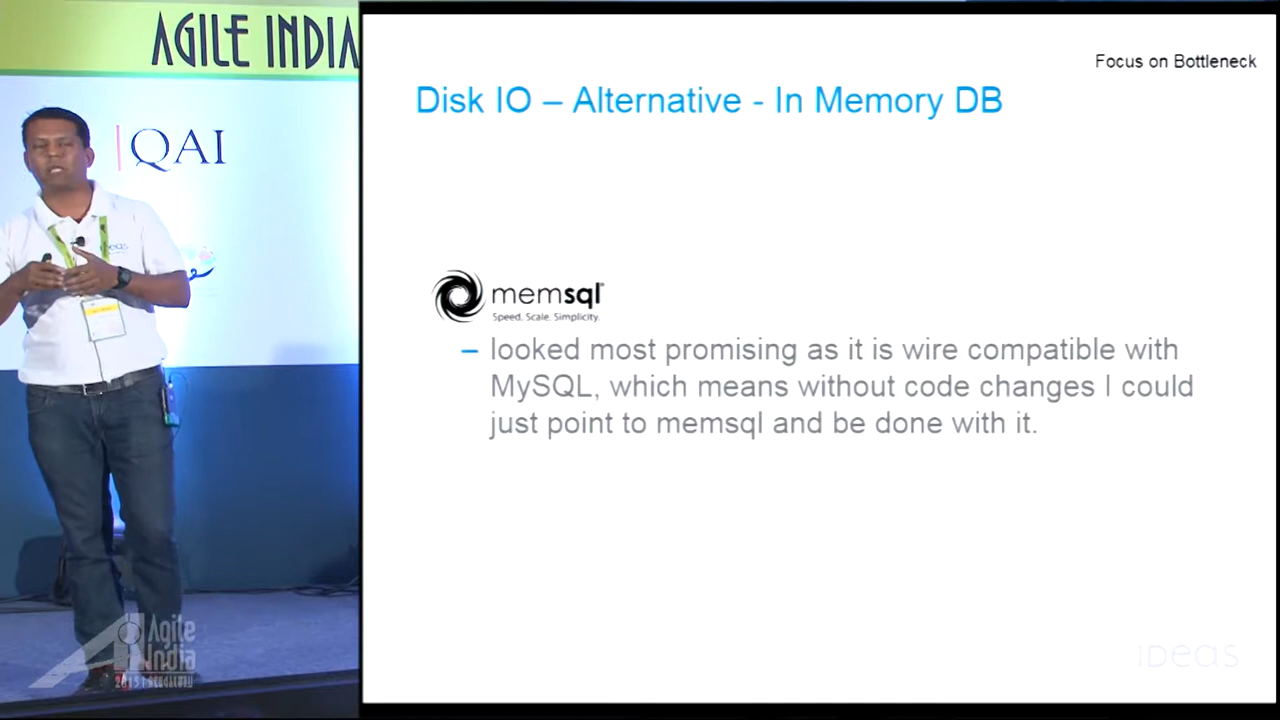 AGILE INDIA
QAI
Focus on Bottleneck
Disk IO – Alternative - In Memory DB
memsql
Speed. Scale. Simplicity.
– looked most promising as it is wire compatible with
MySQL, which means without code changes I could
just point to memsql and be done with it.
ideas
Agile
India
2015 | BENGALURU